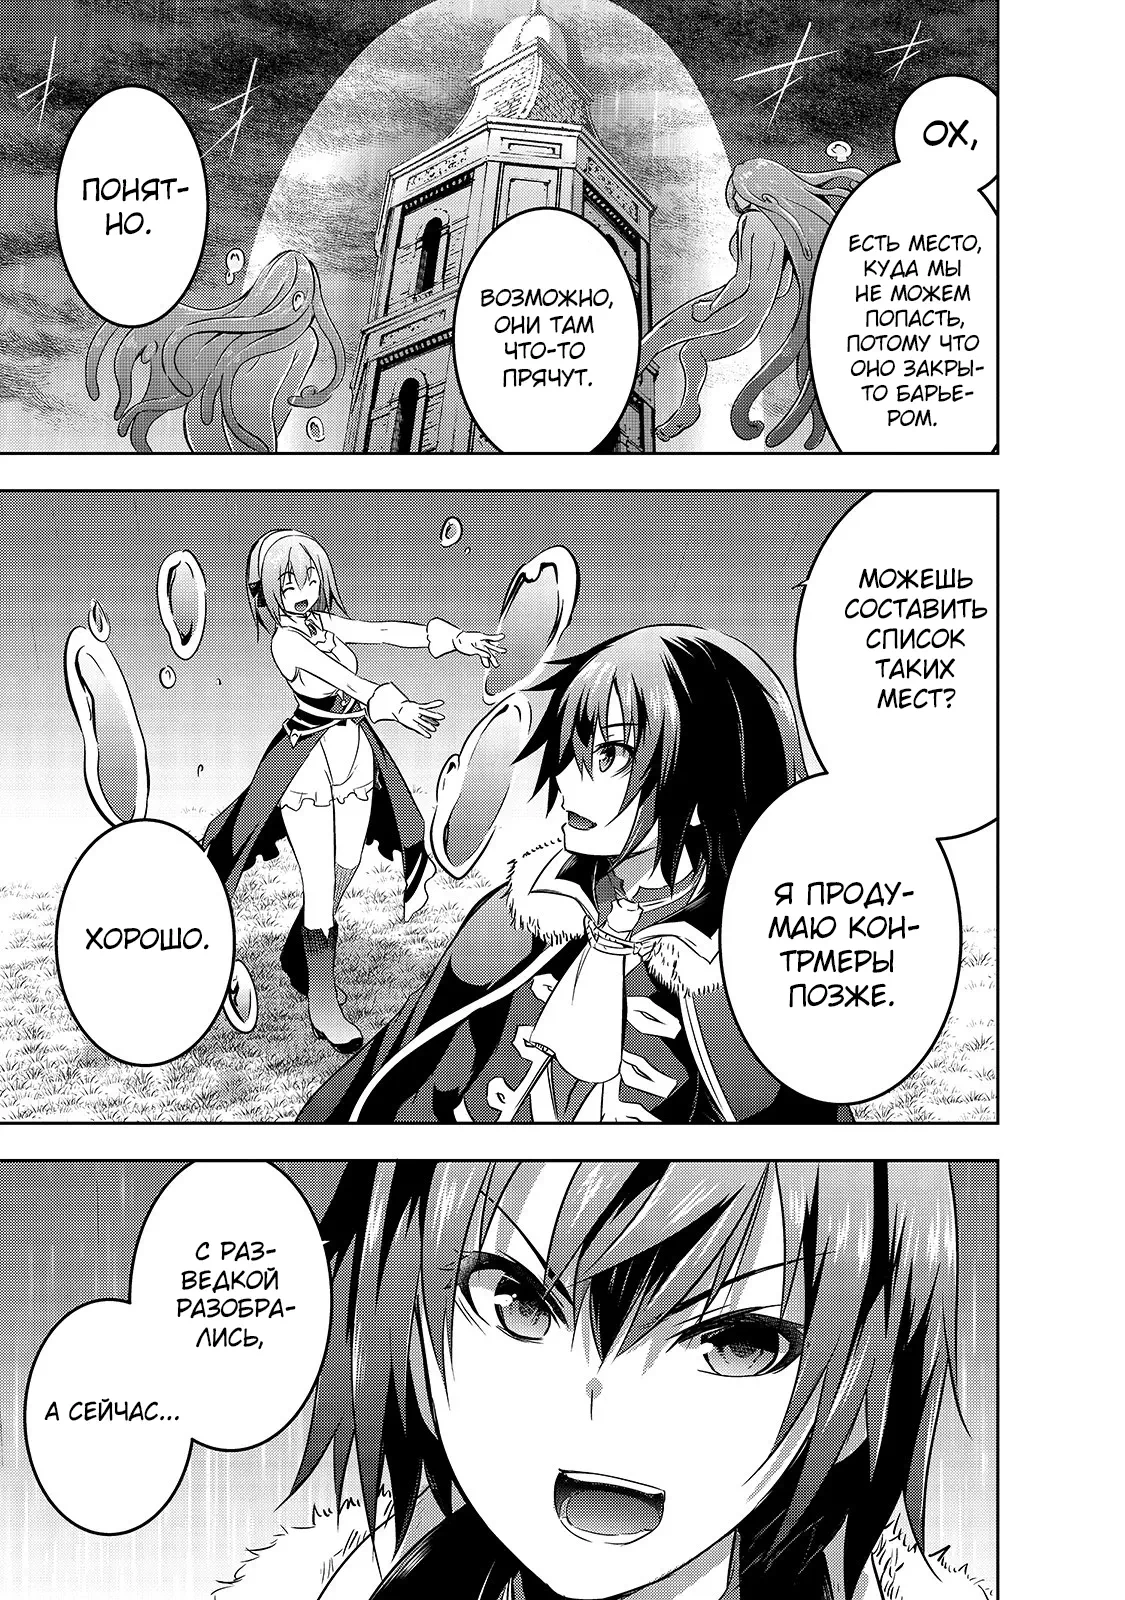 ОХ,
ЕСТЬ МЕСТО,
КУДА МЫ
НЕ МОЖЕМ
ПОПАСТЬ,
ПОТОМУ ЧТО
ОНО ЗАКРЫ-
ТО БАРЬЕ-
РОМ.
ВОЗМОЖНО,
ОНИ ТАМ
ЧТО-ТО
ПРЯЧУТ.
ПОНЯТ-
НО.
МОЖЕШЬ
СОСТАВИТЬ
СПИСОК
ТАКИХ
МЕСТ?
Я ПРОДУ-
МАЮ КОН-
ТРМЕРЫ
ПОЗЖЕ.
ХОРОШО.
С РАЗ-
ВЕДКОЙ
РАЗОБРА-
ЛИСЬ,
А СЕЙЧАС...